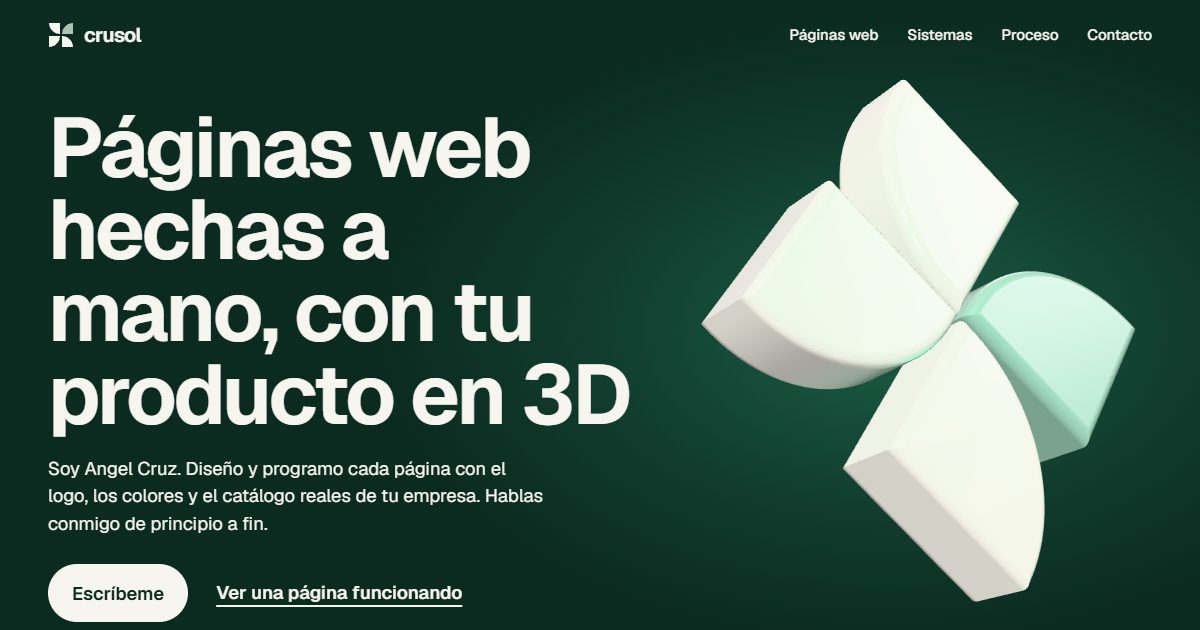 crusol
Páginas web
Sistemas
Proceso
Contacto
Páginas web
hechas a
mano, con tu
producto en 3D
Soy Angel Cruz. Diseño y programo cada página con el
logo, los colores y el catálogo reales de tu empresa. Hablas
conmigo de principio a fin.
Escríbeme
Ver una página funcionando